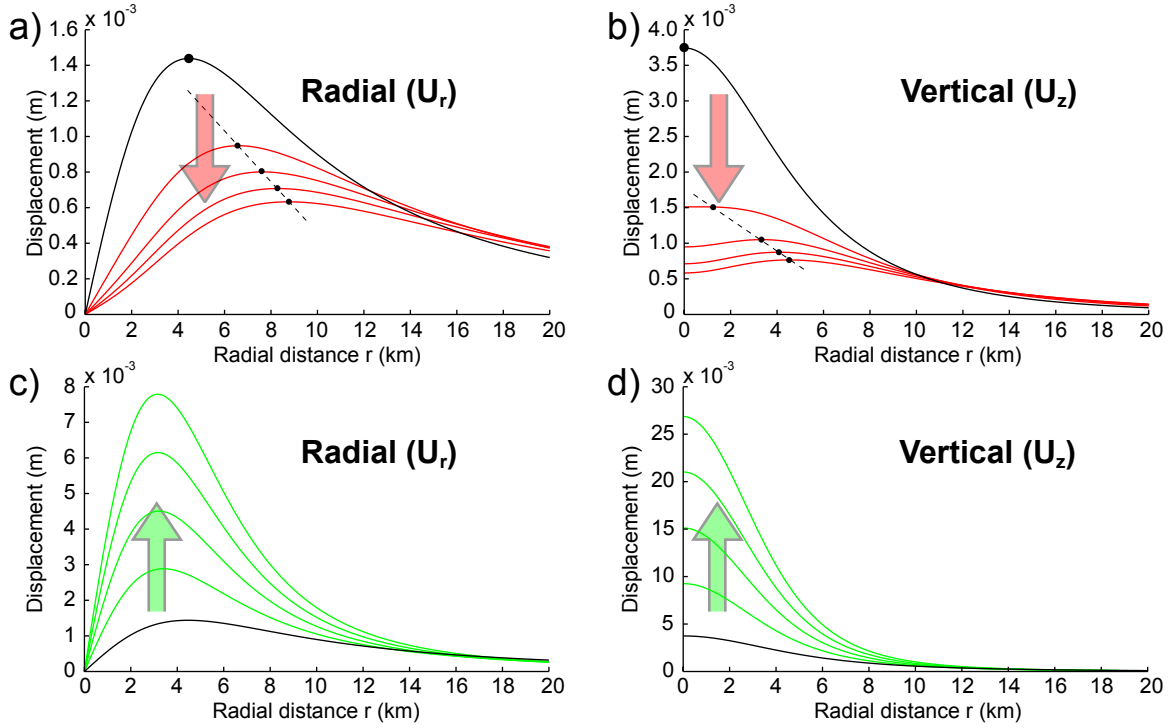 a)
x 10⁻³
1.6
1.4
1.2
1.0
0.8
0.6
0.4
0.2
0
Displacement (m)
Radial (Uᵣ)
0 2 4 6 8 10 12 14 16 18 20
Radial distance r (km)
b)
x 10⁻³
4.0
3.5
3.0
2.5
2.0
1.5
1.0
0.5
0
Displacement (m)
Vertical (U_z)
0 2 4 6 8 10 12 14 16 18 20
Radial distance r (km)
c)
x 10⁻³
8
7
6
5
4
3
2
1
0
Displacement (m)
Radial (Uᵣ)
0 2 4 6 8 10 12 14 16 18 20
Radial distance r (km)
d)
x 10⁻³
30
25
20
15
10
5
0
Displacement (m)
Vertical (U_z)
0 2 4 6 8 10 12 14 16 18 20
Radial distance r (km)